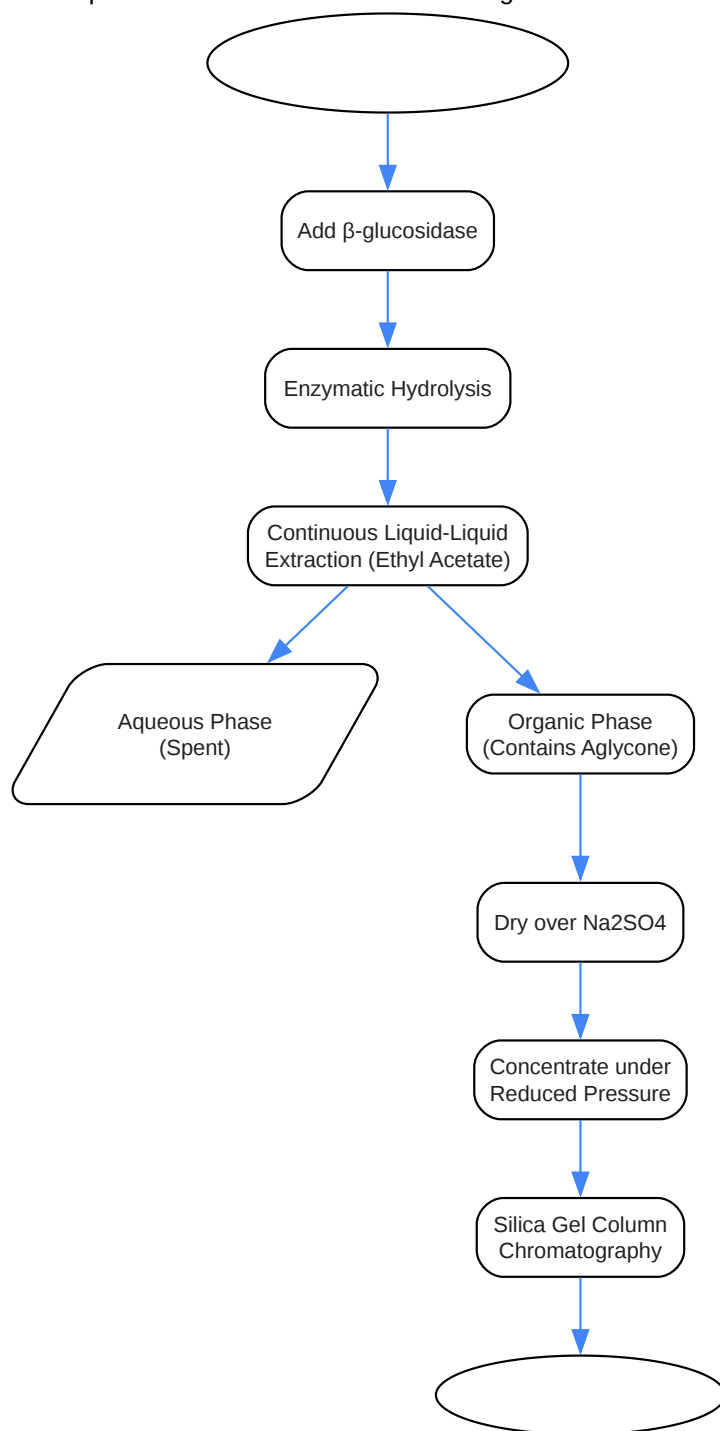 Add β-glucosidase
Enzymatic Hydrolysis
Continuous Liquid-Liquid
Extraction (Ethyl Acetate)
Aqueous Phase
(Spent)
Organic Phase
(Contains Aglycone)
Dry over Na2SO4
Concentrate under
Reduced Pressure
Silica Gel Column
Chromatography